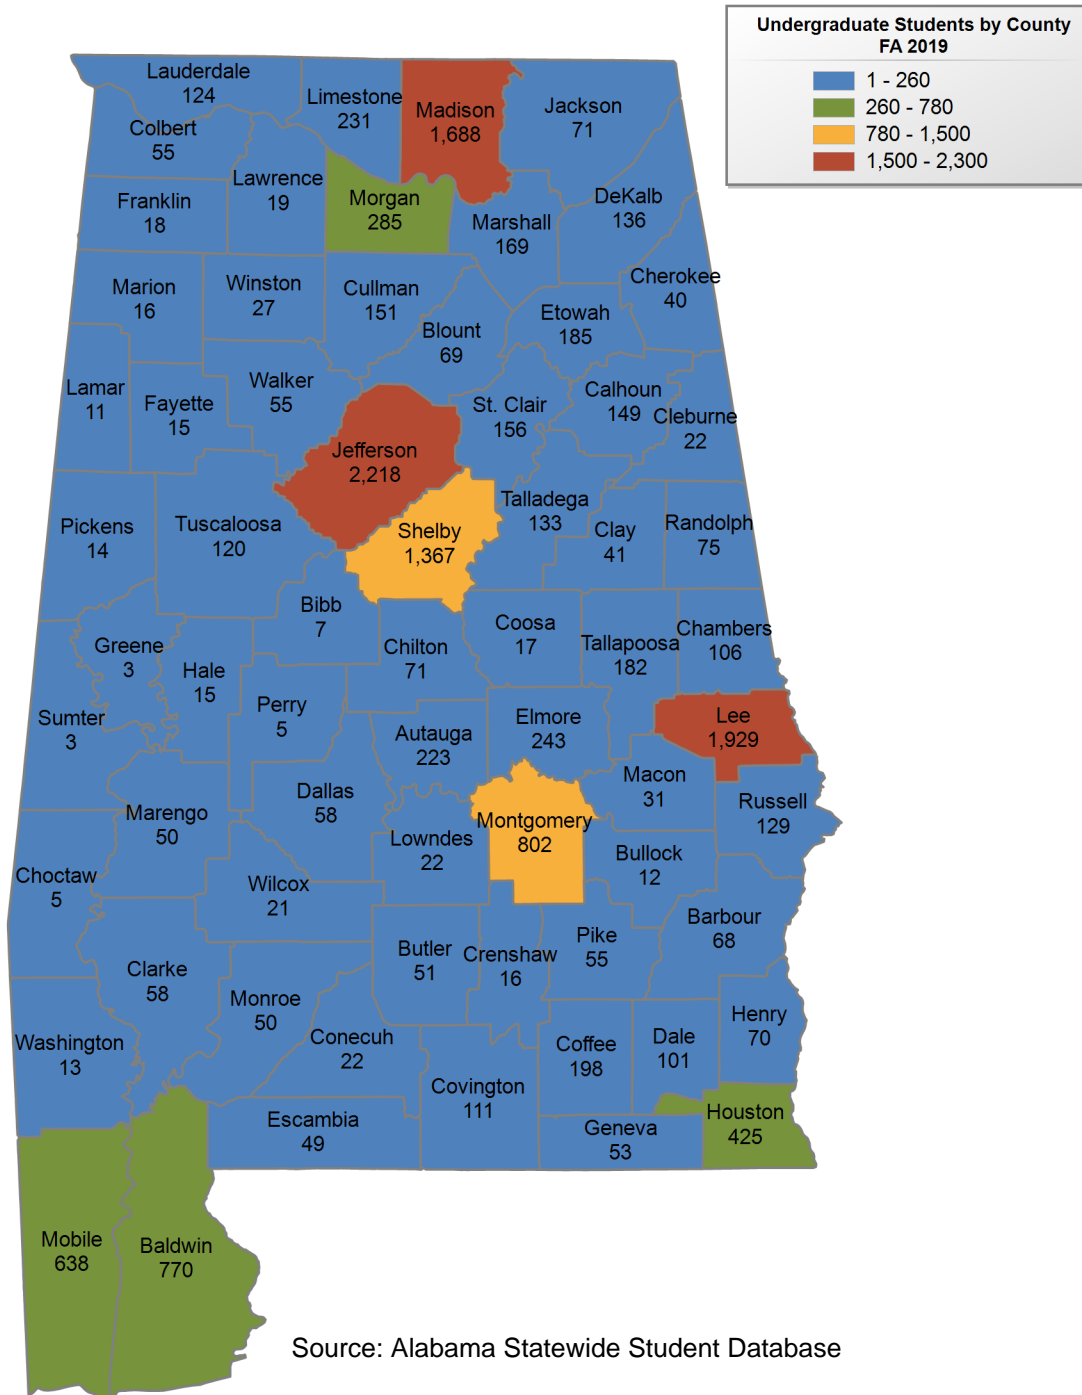 Undergraduate Students by County
FA 2019
1 - 260
260 - 780
780 - 1,500
1,500 - 2,300
Lauderdale
124
Limestone
231
Madison
1,688
Jackson
71
Colbert
55
Lawrence
19
Franklin
18
Morgan
285
Marshall
169
DeKalb
136
Cherokee
40
Marion
16
Winston
27
Cullman
151
Blount
69
Etowah
185
Lamar
11
Fayette
15
Walker
55
Jefferson
2,218
St. Clair
156
Calhoun
149
Cleburne
22
Pickens
14
Tuscaloosa
120
Shelby
1,367
Talladega
133
Clay
41
Randolph
75
Bibb
7
Greene
3
Hale
15
Chilton
71
Coosa
17
Tallapoosa
182
Chambers
106
Sumter
3
Perry
5
Autauga
223
Elmore
243
Lee
1,929
Macon
31
Russell
129
Marengo
50
Dallas
58
Lowndes
22
Montgomery
802
Bullock
12
Choctaw
5
Wilcox
21
Barbour
68
Clarke
58
Butler
51
Crenshaw
16
Pike
55
Monroe
50
Conecuh
22
Henry
70
Washington
13
Coffee
198
Dale
101
Covington
111
Escambia
49
Geneva
53
Houston
425
Mobile
638
Baldwin
770
Source: Alabama Statewide Student Database